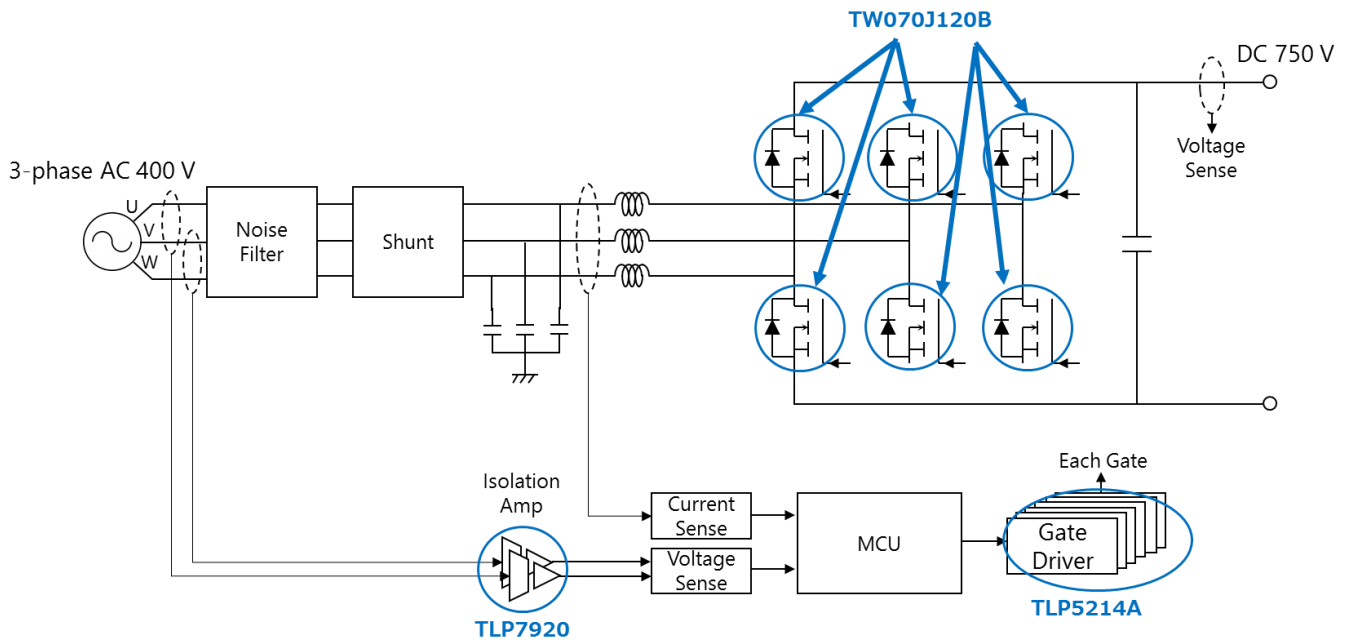 TW070J120B
DC 750 V
Voltage
Sense
3-phase AC 400 V
U
V
W
Noise
Filter
Shunt
Isolation
Amp
Current
Sense
Voltage
Sense
MCU
Each Gate
Gate
Driver
TLP7920
TLP5214A